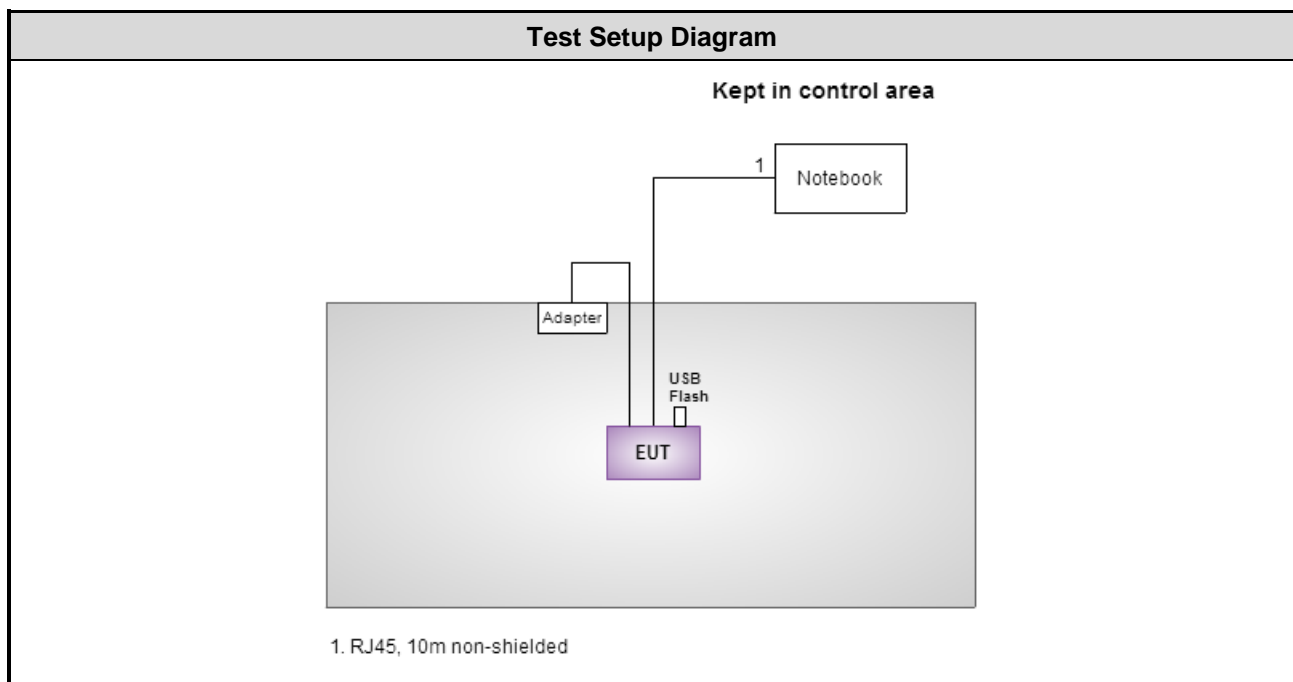 Test Setup Diagram
Kept in control area
1
Notebook
Adapter
USB
Flash
EUT
1. RJ45, 10m non-shielded